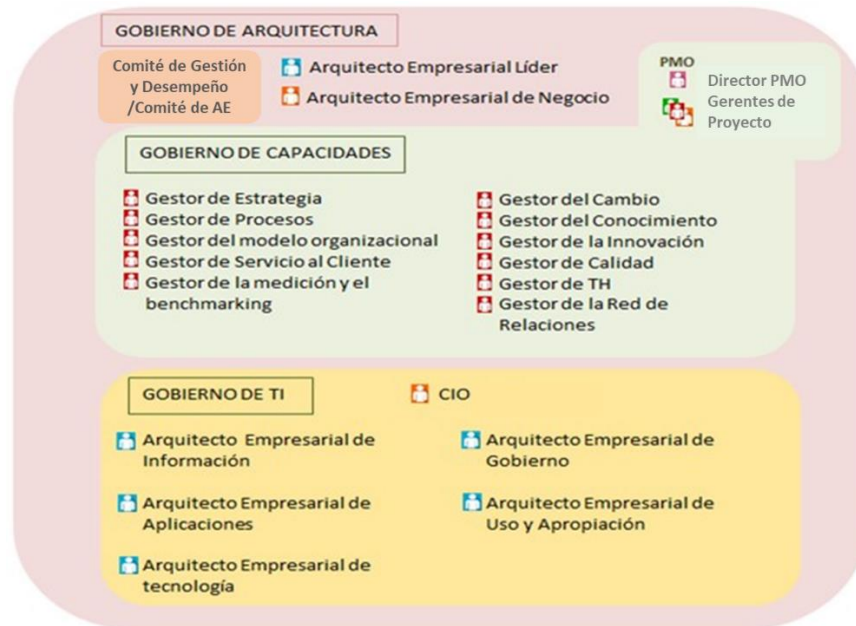 GOBIERNO DE ARQUITECTURA
Comité de Gestión
y Desempeño
/Comité de AE
Arquitecto Empresarial Líder
Arquitecto Empresarial de Negocio
PMO
Director PMO
Gerentes de
Proyecto
GOBIERNO DE CAPACIDADES
Gestor de Estrategia
Gestor de Procesos
Gestor del modelo organizacional
Gestor de Servicio al Cliente
Gestor de la medición y el
benchmarking
Gestor del Cambio
Gestor del Conocimiento
Gestor de la Innovación
Gestor de Calidad
Gestor de TH
Gestor de la Red de
Relaciones
GOBIERNO DE TI
CIO
Arquitecto Empresarial de
Información
Arquitecto Empresarial de
Aplicaciones
Arquitecto Empresarial de
tecnología
Arquitecto Empresarial de
Gobierno
Arquitecto Empresarial de
Uso y Apropiación